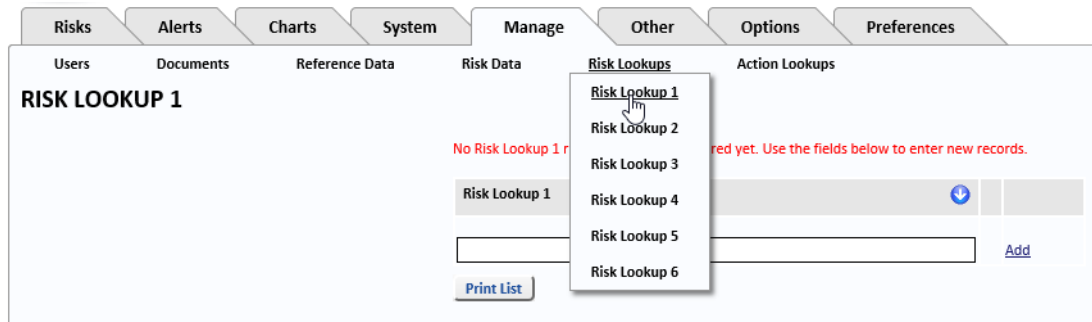 Risks Alerts Charts System Manage Other Options Preferences
Users Documents Reference Data Risk Data Risk Lookups Action Lookups
RISK LOOKUP 1
Risk Lookup 1
Risk Lookup 2
Risk Lookup 3
Risk Lookup 4
Risk Lookup 5
Risk Lookup 6
No Risk Lookup 1 yet. Use the fields below to enter new records.
Risk Lookup 1
Add
Print List